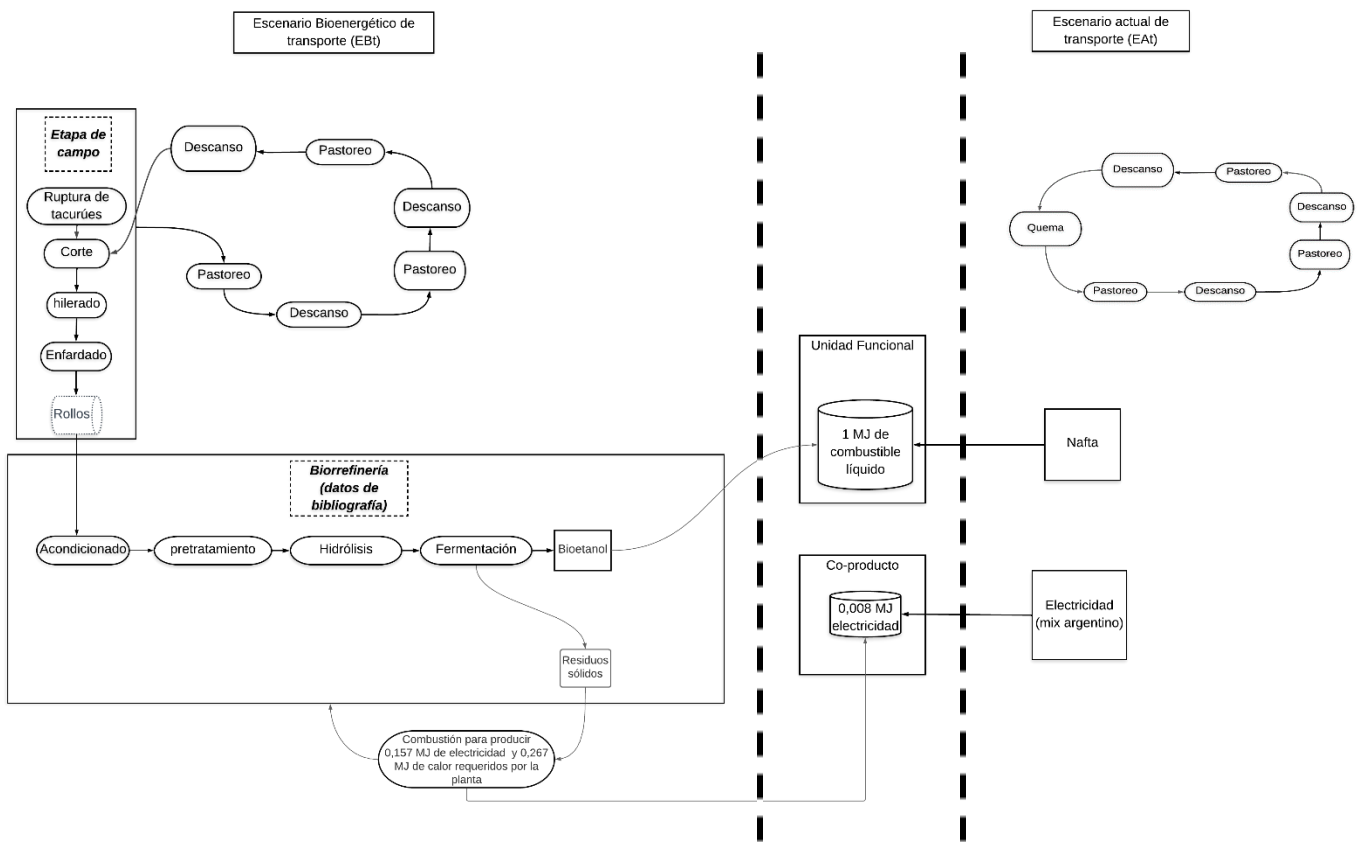 Escenario Bioenergético de
transporte (EBt)
Escenario actual de
transporte (EAt)
Etapa de
campo
Ruptura de
tacurúes
Corte
hilerado
Enfardado
Rollos
Descanso
Pastoreo
Descanso
Pastoreo
Descanso
Pastoreo
Descanso
Pastoreo
Descanso
Pastoreo
Descanso
Pastoreo
Quema
Unidad Funcional
1 MJ de
combustible
líquido
Nafta
Biorrefinería
(datos de
bibliografía)
Acondicionado
pretratamiento
Hidrólisis
Fermentación
Bioetanol
Residuos
sólidos
Co-producto
0,008 MJ
electricidad
Electricidad
(mix argentino)
Combustión para producir
0,157 MJ de electricidad y 0,267
MJ de calor requeridos por la
planta